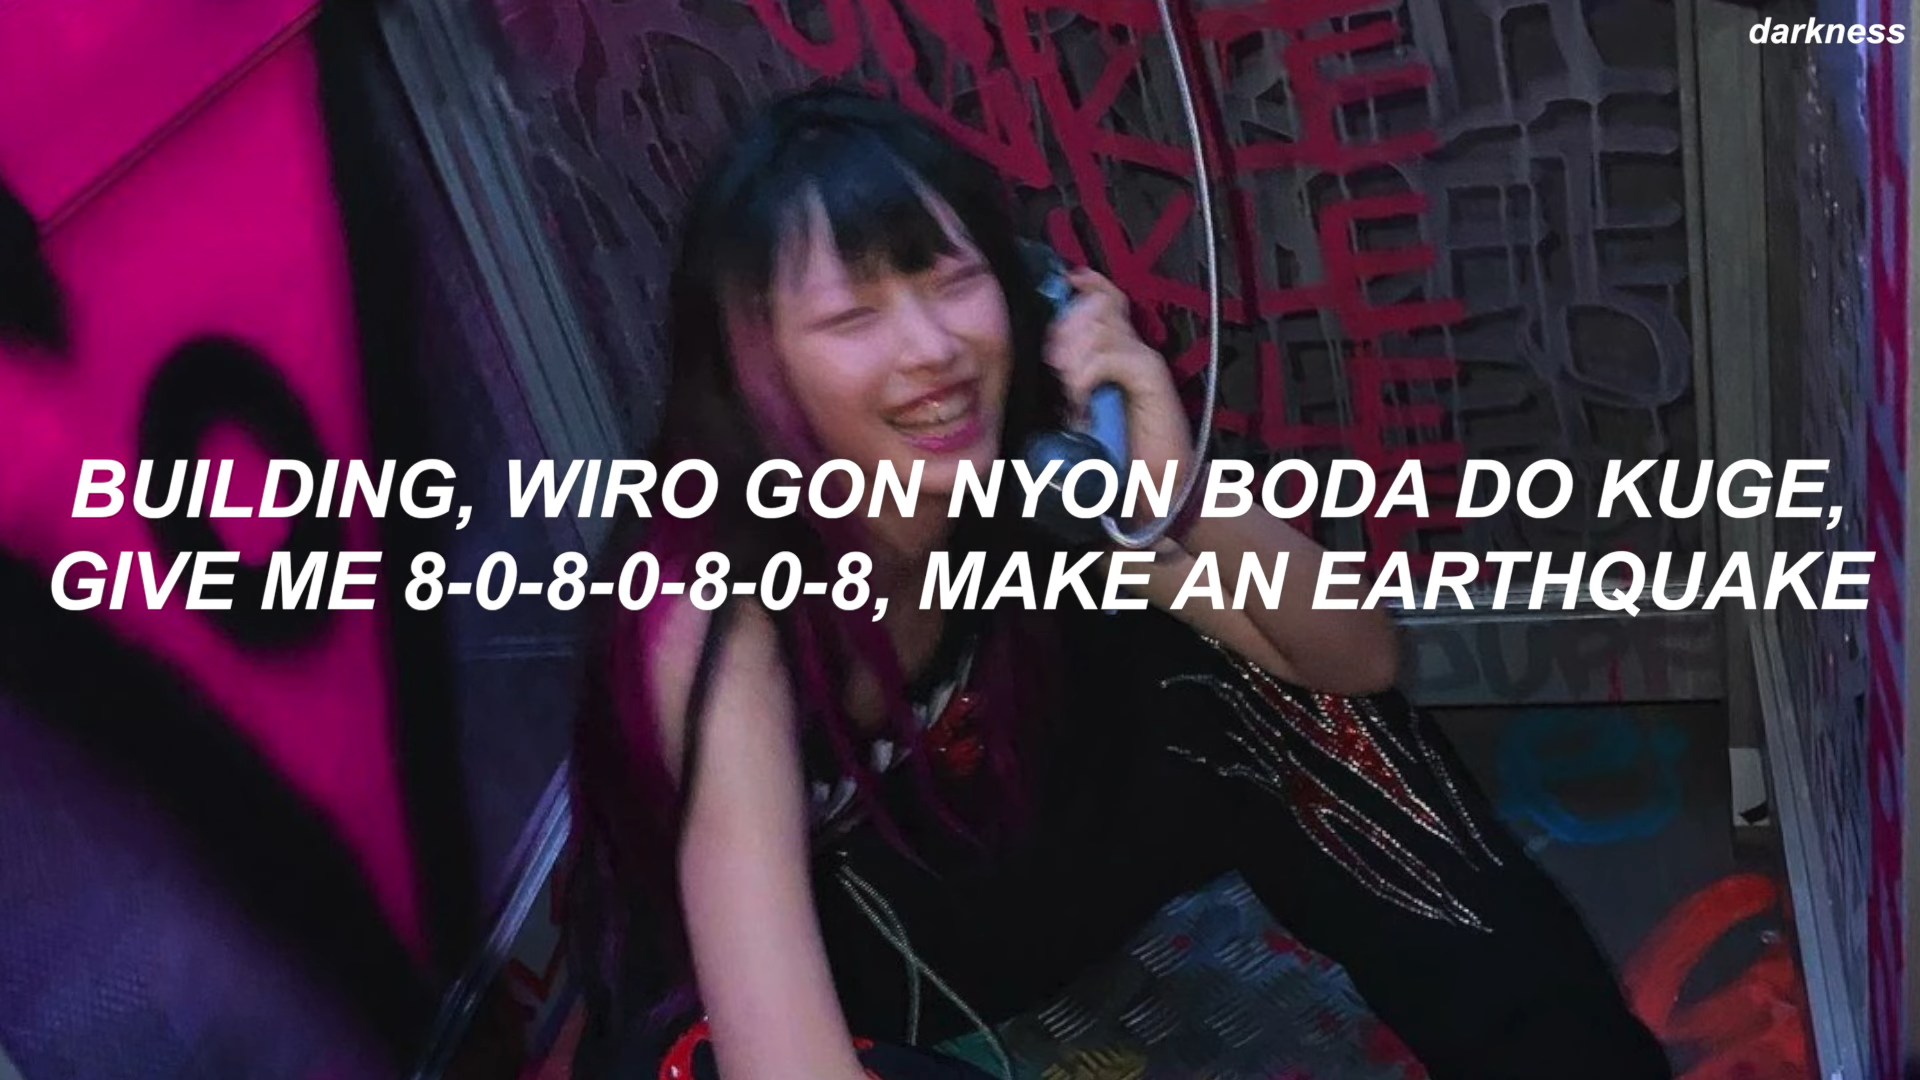 darkness
BUILDING, WIRO GON NYON BODA DO KUGE,
GIVE ME 8-0-8-0-8-0-8, MAKE AN EARTHQUAKE